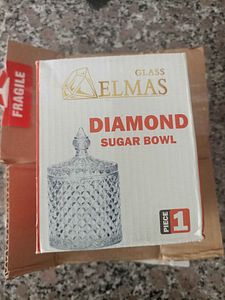 FRAGILE
GLASS
ELMAS
DIAMOND
SUGAR BOWL
PIECE 1